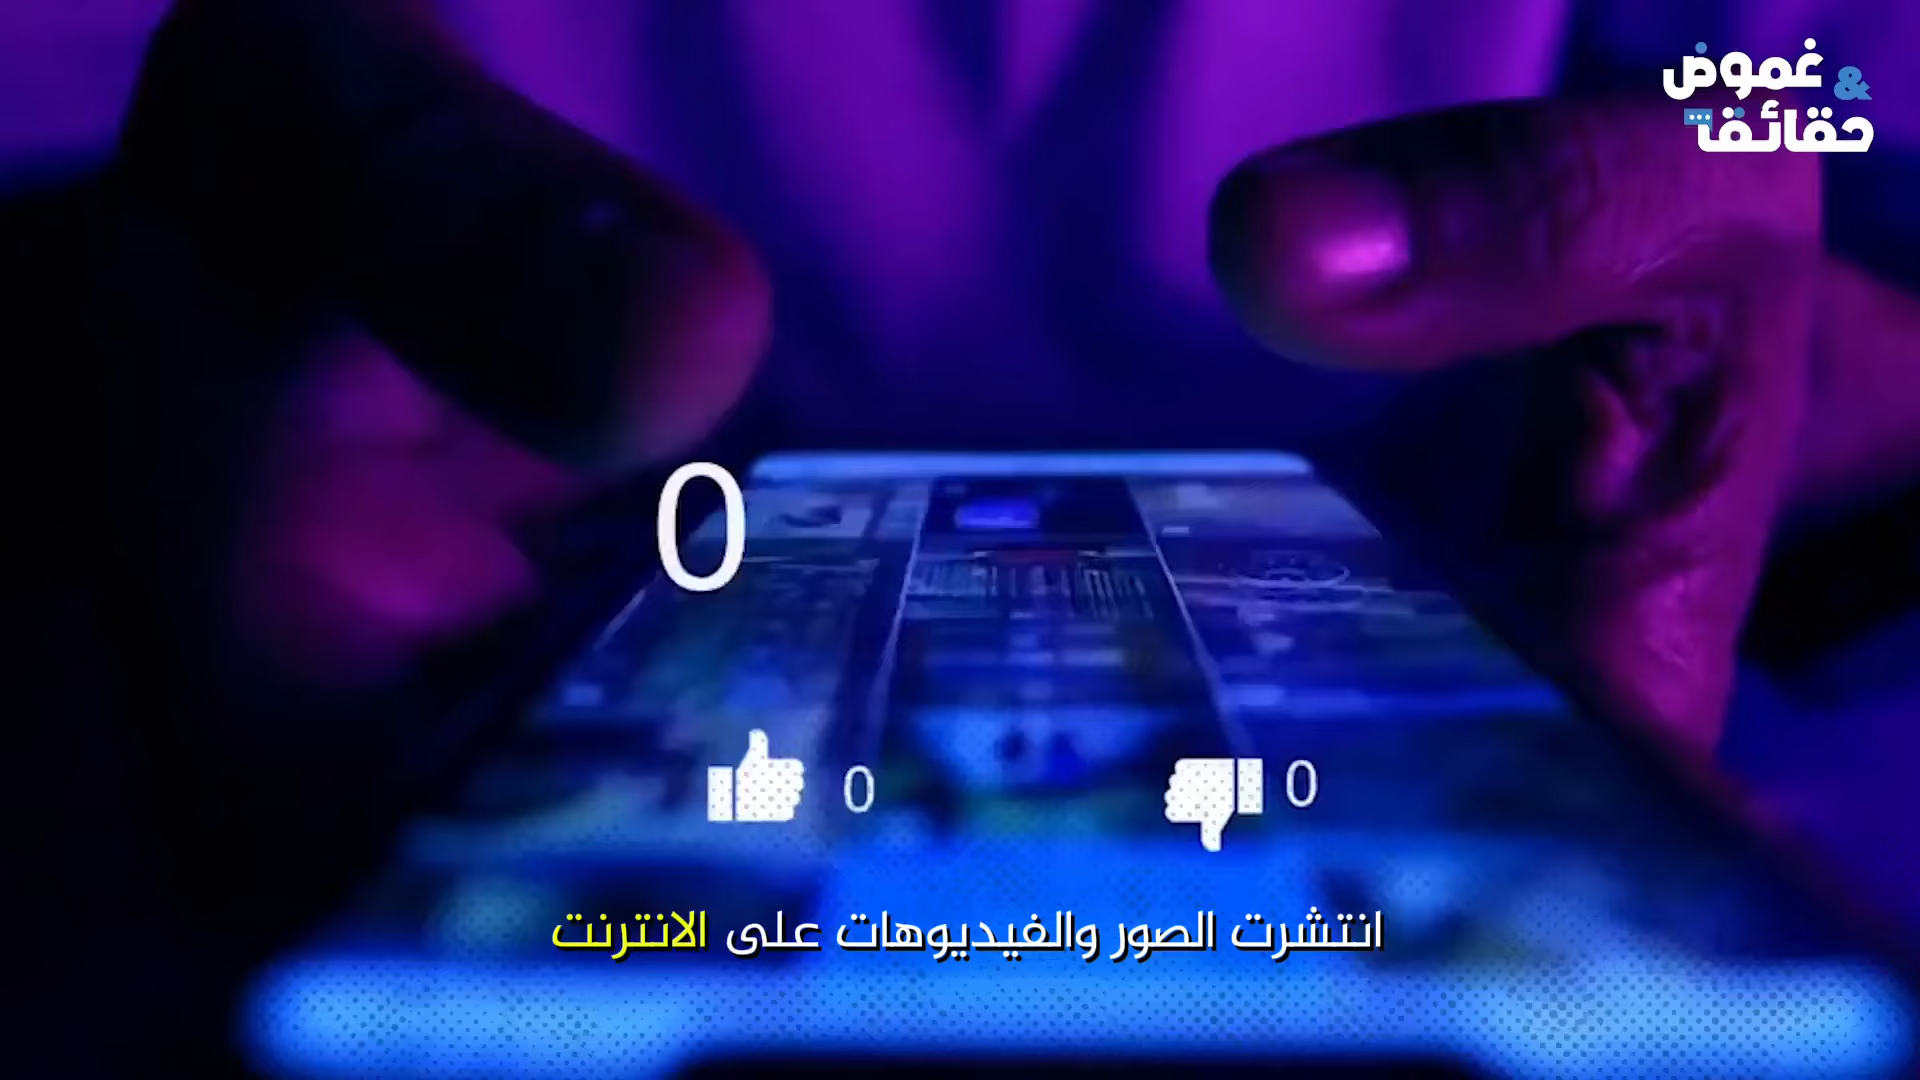 غموض &
حقائق
0
0
0
انتشرت الصور والفيديوهات على الانترنت